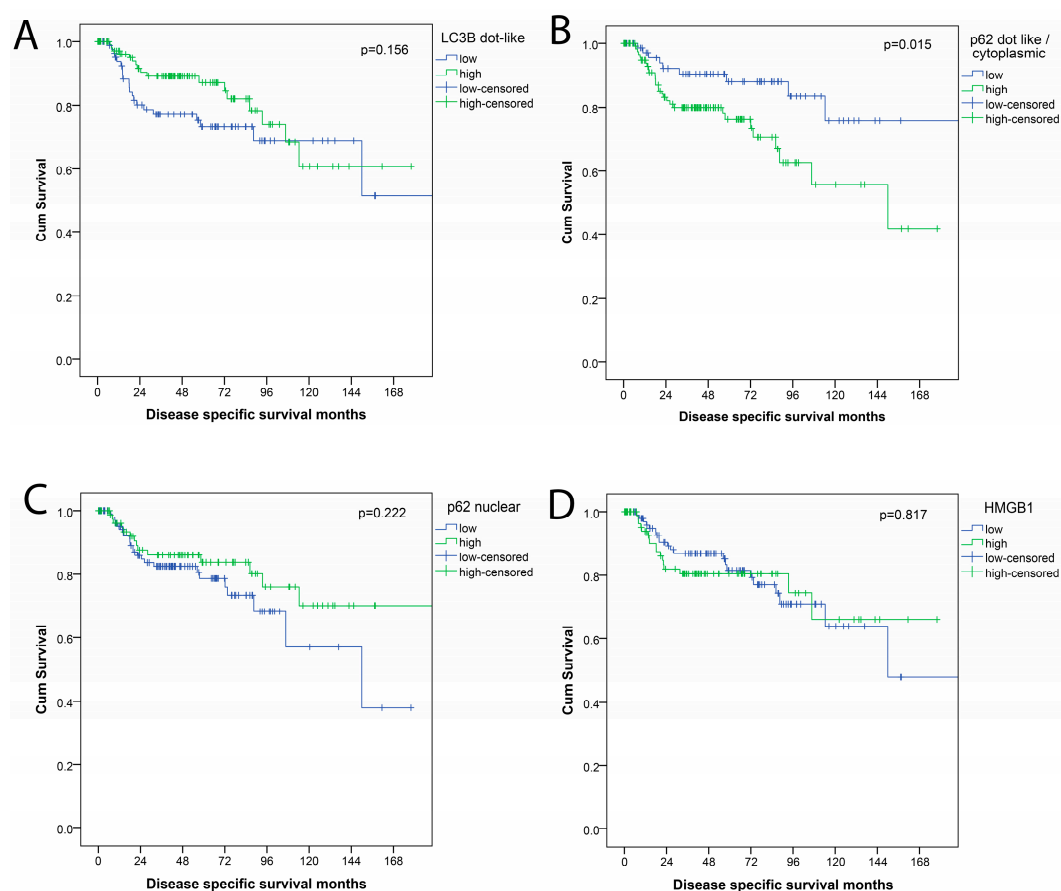 A
LC3B dot-like
low
high
low-censored
high-censored
p=0.156
Cum Survival
1.0
0.8
0.6
0.4
0.2
0.0
0 24 48 72 96 120 144 168
Disease specific survival months
B
p62 dot like /
cytoplasmic
low
high
low-censored
high-censored
p=0.015
Cum Survival
1.0
0.8
0.6
0.4
0.2
0.0
0 24 48 72 96 120 144 168
Disease specific survival months
C
p62 nuclear
low
high
low-censored
high-censored
p=0.222
Cum Survival
1.0
0.8
0.6
0.4
0.2
0.0
0 24 48 72 96 120 144 168
Disease specific survival months
D
HMGB1
low
high
low-censored
high-censored
p=0.817
Cum Survival
1.0
0.8
0.6
0.4
0.2
0.0
0 24 48 72 96 120 144 168
Disease specific survival months